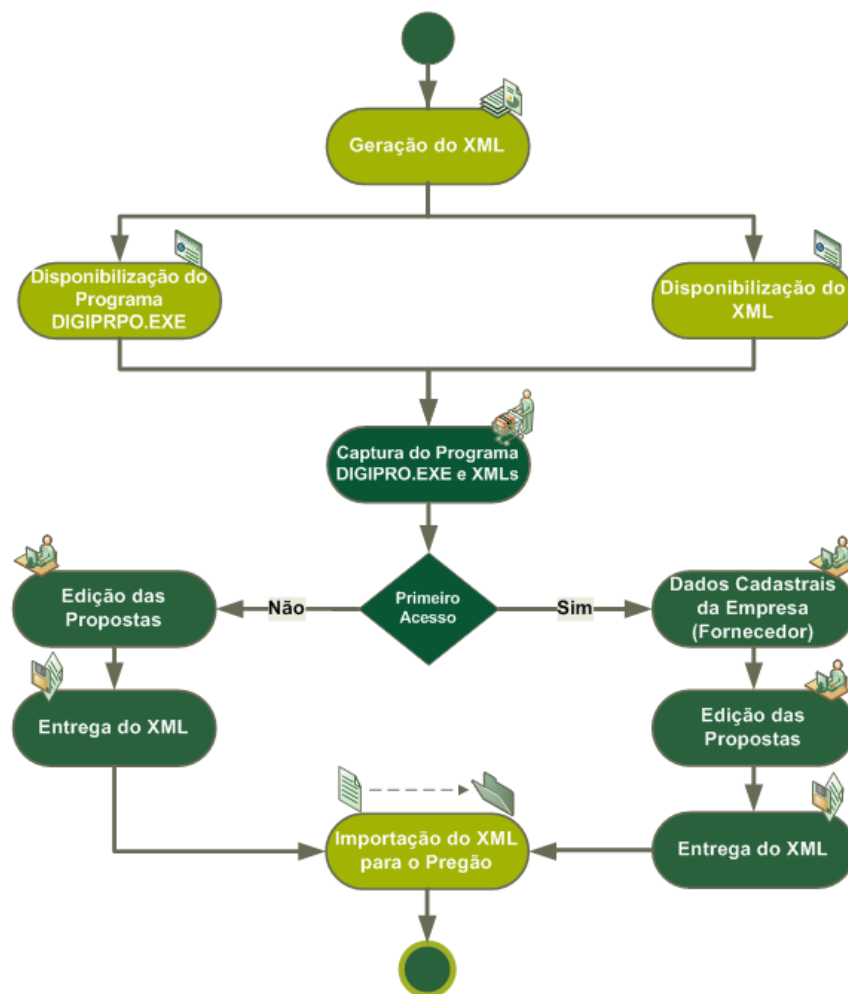 Geração do XML
Disponibilização do
Programa
DIGIPRPO.EXE
Disponibilização do
XML
Captura do Programa
DIGIPRO.EXE e XMLs
Primeiro
Acesso
Não
Sim
Edição das
Propostas
Dados Cadastrais
da Empresa
(Fornecedor)
Entrega do XML
Edição das
Propostas
Importação do XML
para o Pregão
Entrega do XML